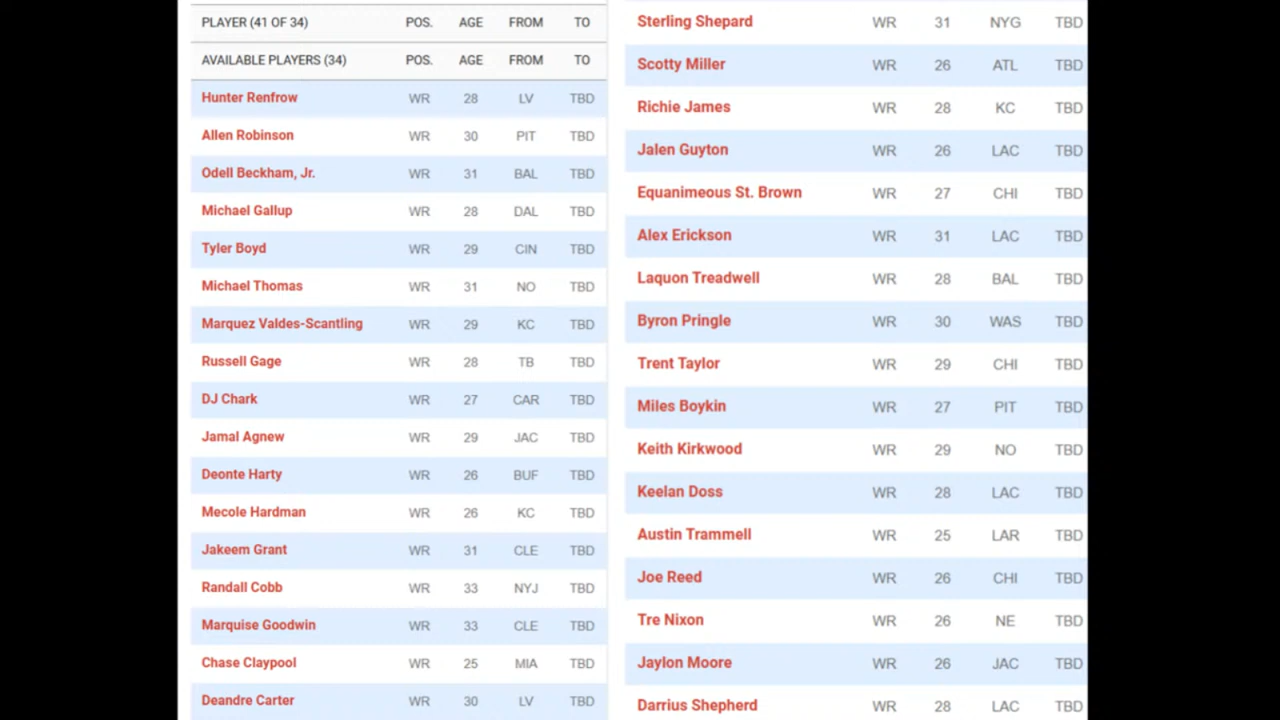 PLAYER (41 OF 34) POS. AGE FROM TO
AVAILABLE PLAYERS (34) POS. AGE FROM TO
Hunter Renfrow WR 28 LV TBD
Allen Robinson WR 30 PIT TBD
Odell Beckham, Jr. WR 31 BAL TBD
Michael Gallup WR 28 DAL TBD
Tyler Boyd WR 29 CIN TBD
Michael Thomas WR 31 NO TBD
Marquez Valdes-Scantling WR 29 KC TBD
Russell Gage WR 28 TB TBD
DJ Chark WR 27 CAR TBD
Jamal Agnew WR 29 JAC TBD
Deonte Harty WR 26 BUF TBD
Mecole Hardman WR 26 KC TBD
Jakeem Grant WR 31 CLE TBD
Randall Cobb WR 33 NYJ TBD
Marquise Goodwin WR 33 CLE TBD
Chase Claypool WR 25 MIA TBD
Deandre Carter WR 30 LV TBD
Sterling Shepard WR 31 NYG TBD
Scotty Miller WR 26 ATL TBD
Richie James WR 28 KC TBD
Jalen Guyton WR 26 LAC TBD
Equanimeous St. Brown WR 27 CHI TBD
Alex Erickson WR 31 LAC TBD
Laquon Treadwell WR 28 BAL TBD
Byron Pringle WR 30 WAS TBD
Trent Taylor WR 29 CHI TBD
Miles Boykin WR 27 PIT TBD
Keith Kirkwood WR 29 NO TBD
Keelan Doss WR 28 LAC TBD
Austin Trammell WR 25 LAR TBD
Joe Reed WR 26 CHI TBD
Tre Nixon WR 26 NE TBD
Jaylon Moore WR 26 JAC TBD
Darrius Shepherd WR 28 LAC TBD